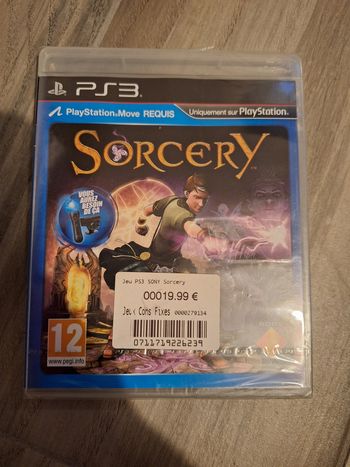 PS3
PlayStation®Move REQUIS
Uniquement sur PlayStation®
SORCERY
VOUS
AUREZ
BESOIN
DE ÇA
Jeu PS3 SONY Sorcery
00019.99 €
Jeux Cons Fixes 0000279134
0711719226239
12
www.pegi.info